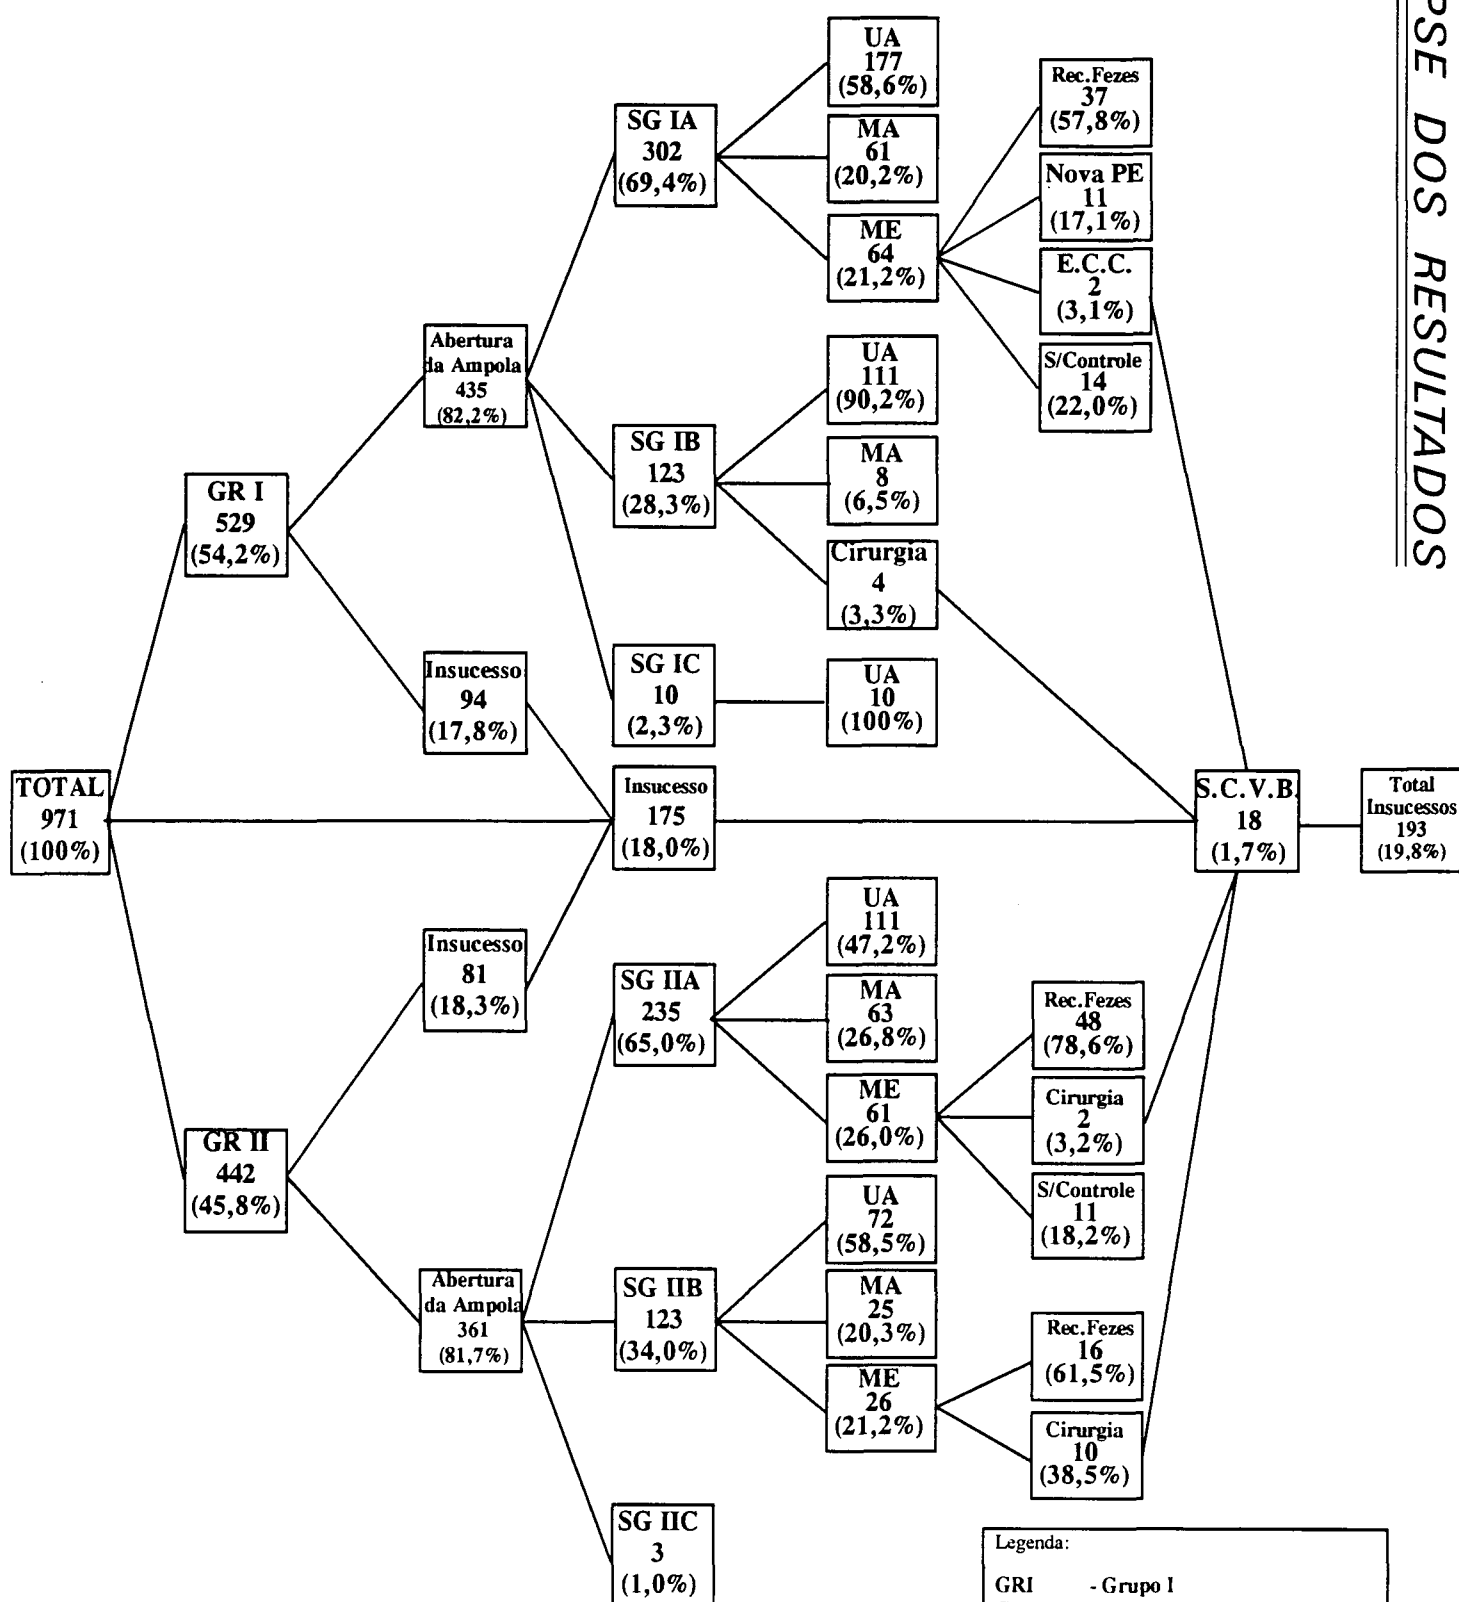 PSE DOS RESULTADOS
TOTAL
971
(100%)
GR I
529
(54,2%)
GR II
442
(45,8%)
Abertura
da Ampola
435
(82,2%)
Insucesso
94
(17,8%)
Insucesso
81
(18,3%)
Abertura
da Ampola
361
(81,7%)
SG IA
302
(69,4%)
SG IB
123
(28,3%)
SG IC
10
(2,3%)
Insucesso
175
(18,0%)
SG IIA
235
(65,0%)
SG IIB
123
(34,0%)
SG IIC
3
(1,0%)
UA
177
(58,6%)
MA
61
(20,2%)
ME
64
(21,2%)
UA
111
(90,2%)
MA
8
(6,5%)
Cirurgia
4
(3,3%)
UA
10
(100%)
UA
111
(47,2%)
MA
63
(26,8%)
ME
61
(26,0%)
UA
72
(58,5%)
MA
25
(20,3%)
ME
26
(21,2%)
Rec.Fezes
37
(57,8%)
Nova PE
11
(17,1%)
E.C.C.
2
(3,1%)
S/Controle
14
(22,0%)
Rec.Fezes
48
(78,6%)
Cirurgia
2
(3,2%)
S/Controle
11
(18,2%)
Rec.Fezes
16
(61,5%)
Cirurgia
10
(38,5%)
S.C.V.B.
18
(1,7%)
Total
Insucessos
193
(19,8%)
Legenda:
GRI - Grupo I